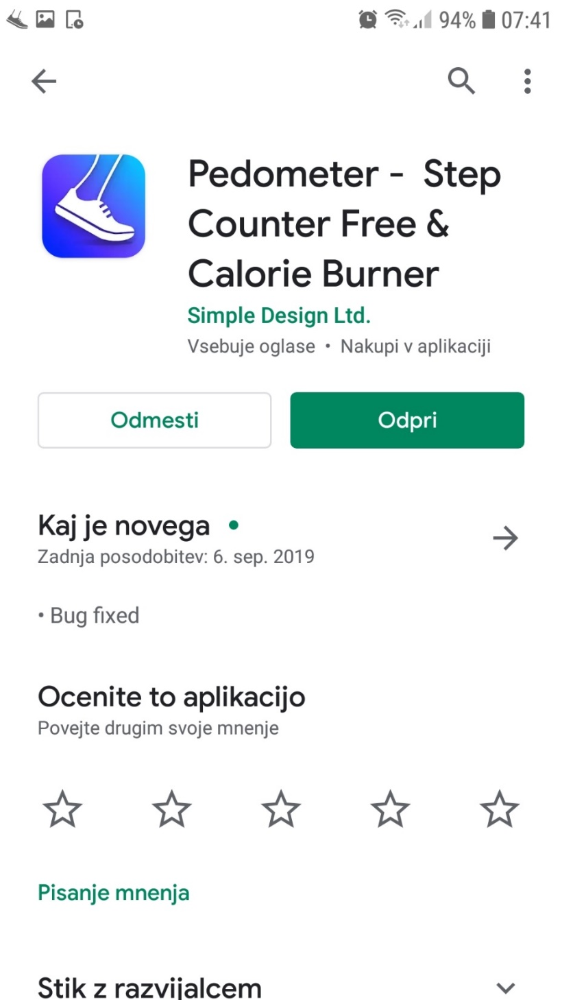 94% 07:41
Pedometer - Step
Counter Free &
Calorie Burner
Simple Design Ltd.
Vsebuje oglase • Nakupi v aplikaciji
Odmesti
Odpri
Kaj je novega
Zadnja posodobitev: 6. sep. 2019
• Bug fixed
Ocenite to aplikacijo
Povejte drugim svoje mnenje
Pisanje mnenja
Stik z razvijalcem